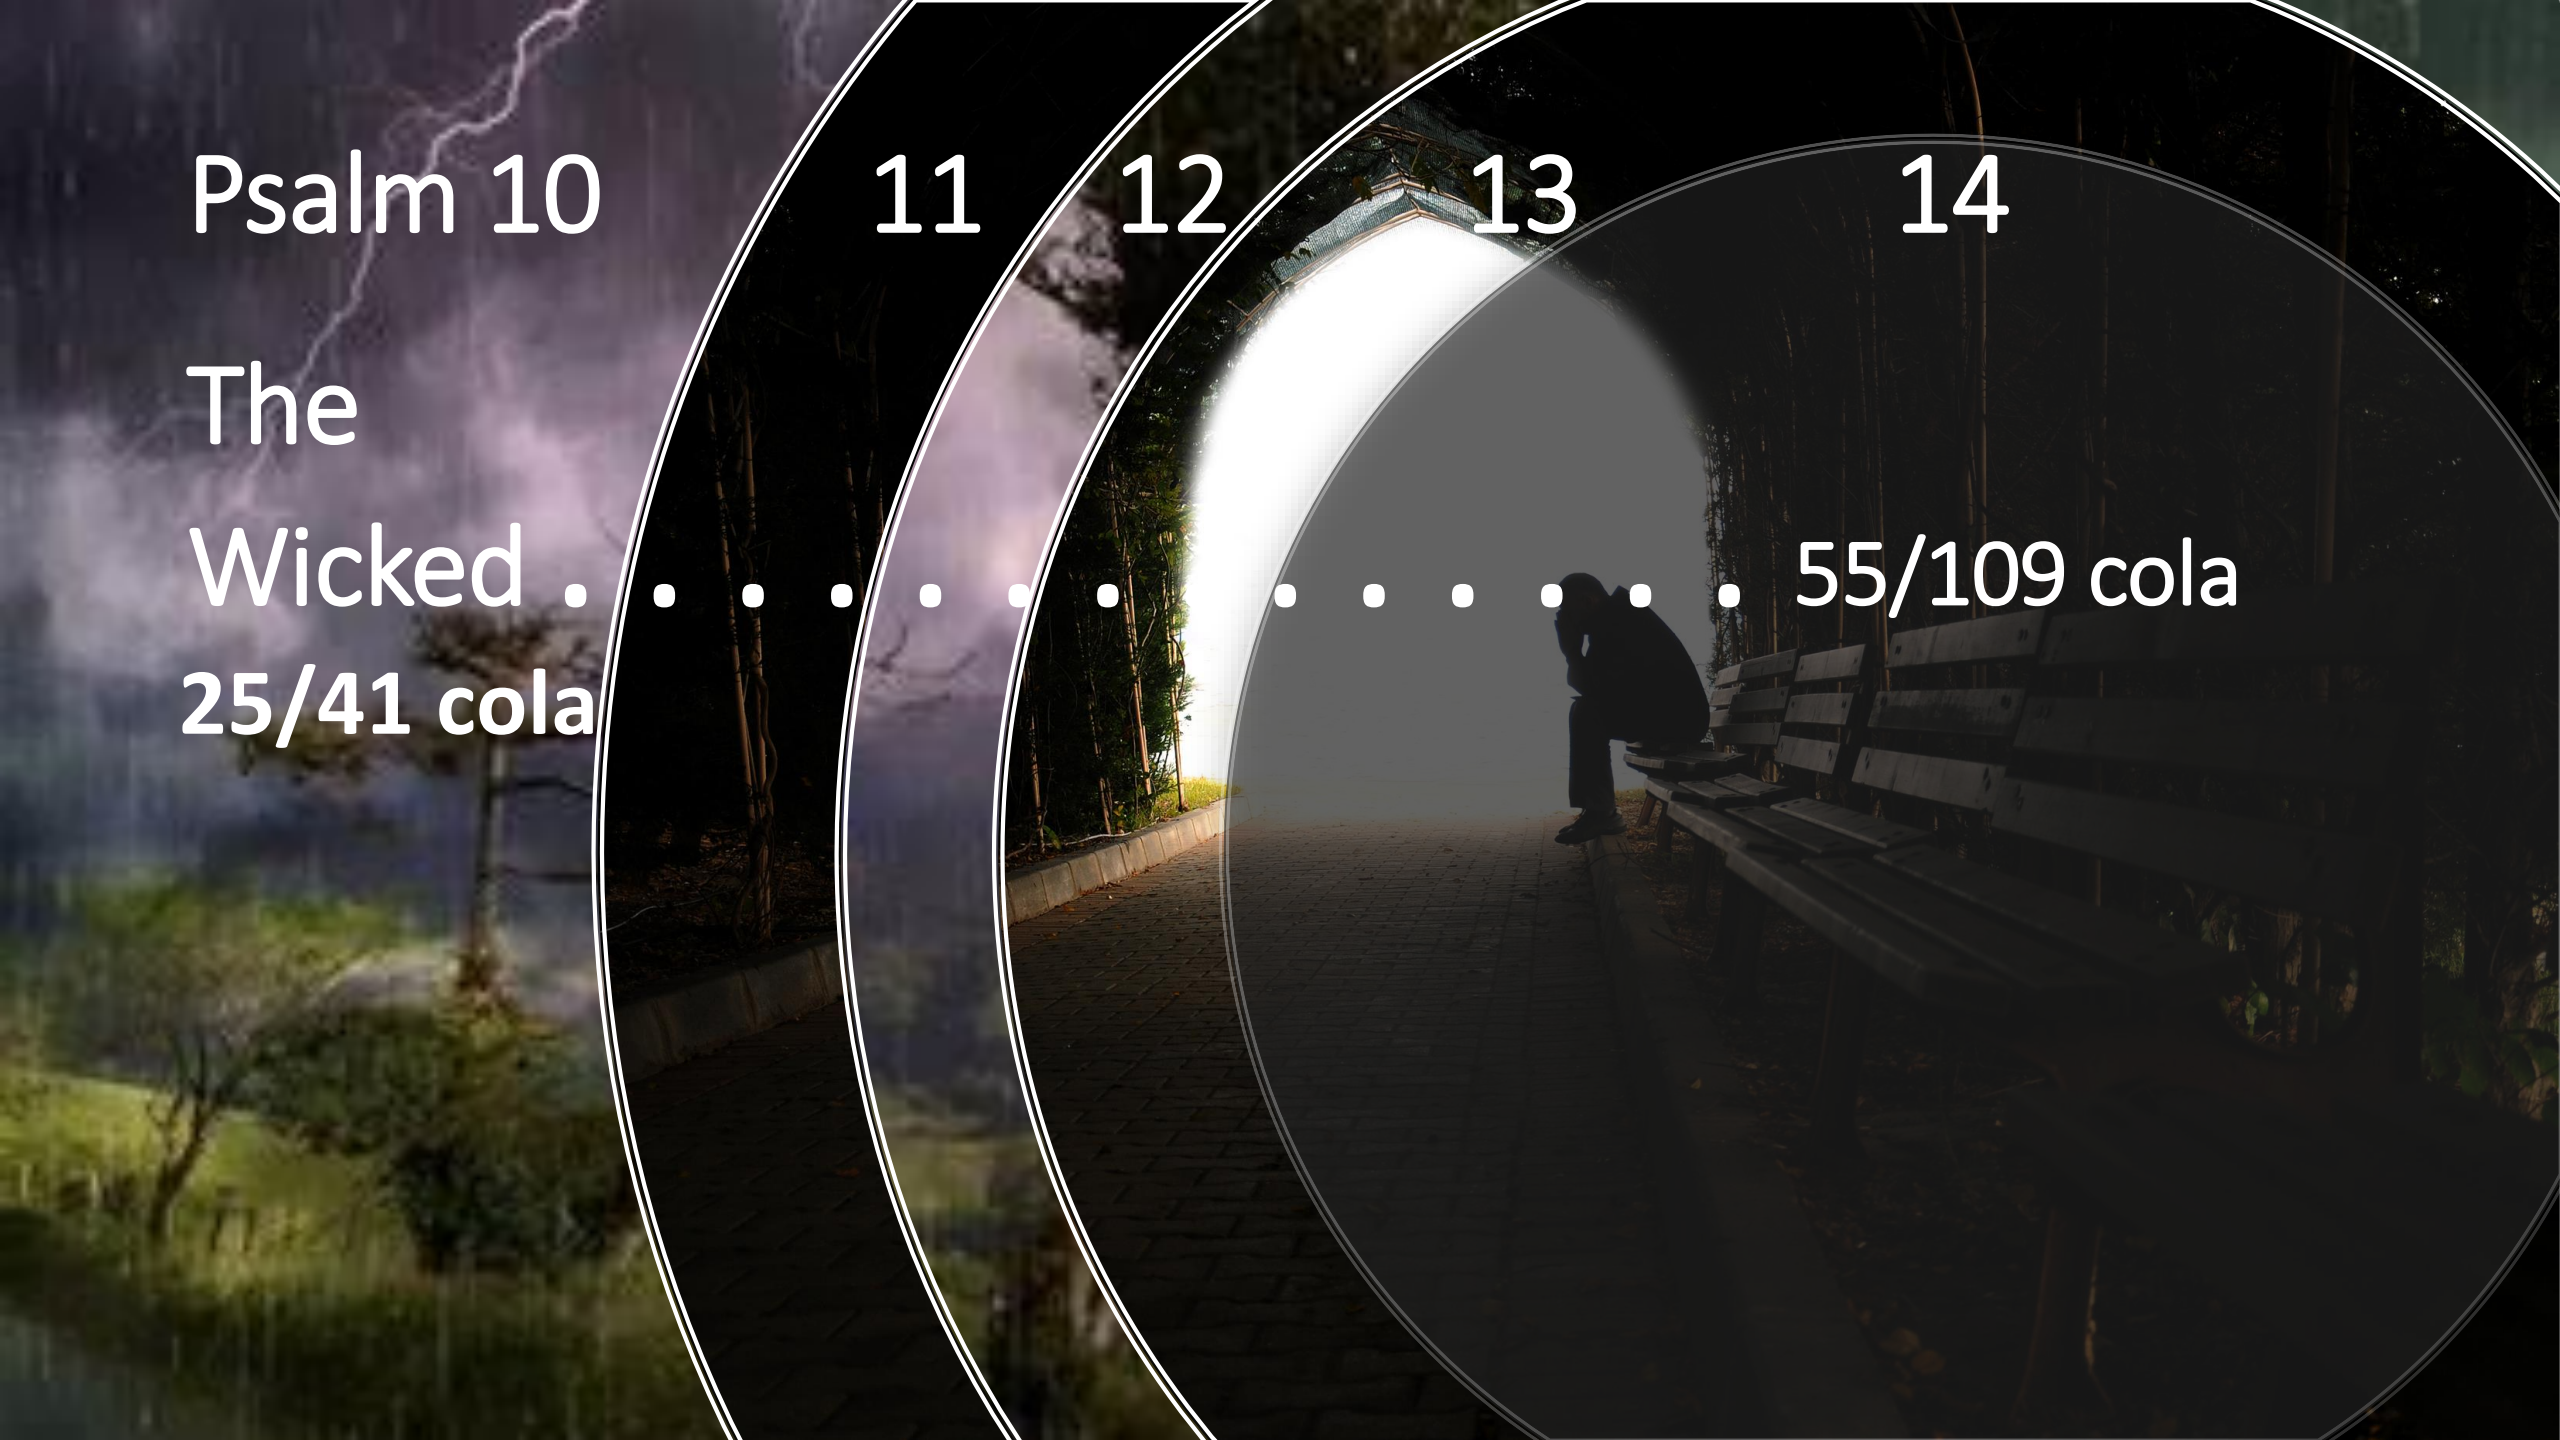 Psalm 10 11 12 13 14
The
Wicked . . . . . . . . . . . . . 55/109 cola
25/41 cola